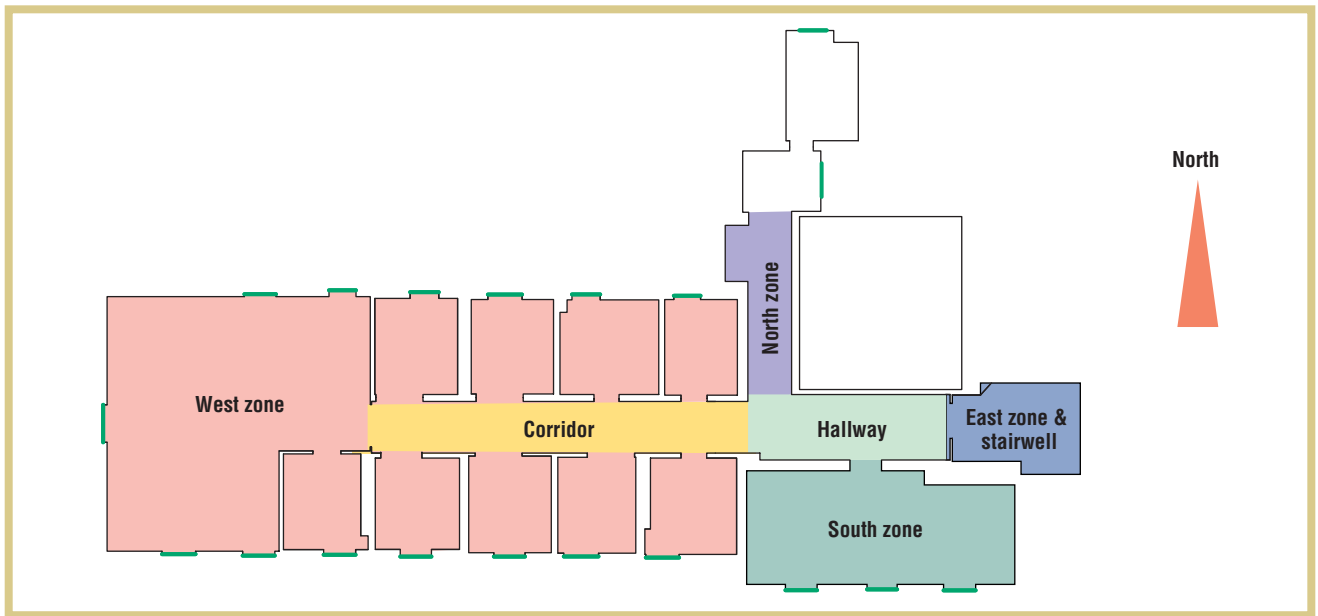 North
North zone
West zone
Corridor
Hallway
East zone &
stairwell
South zone